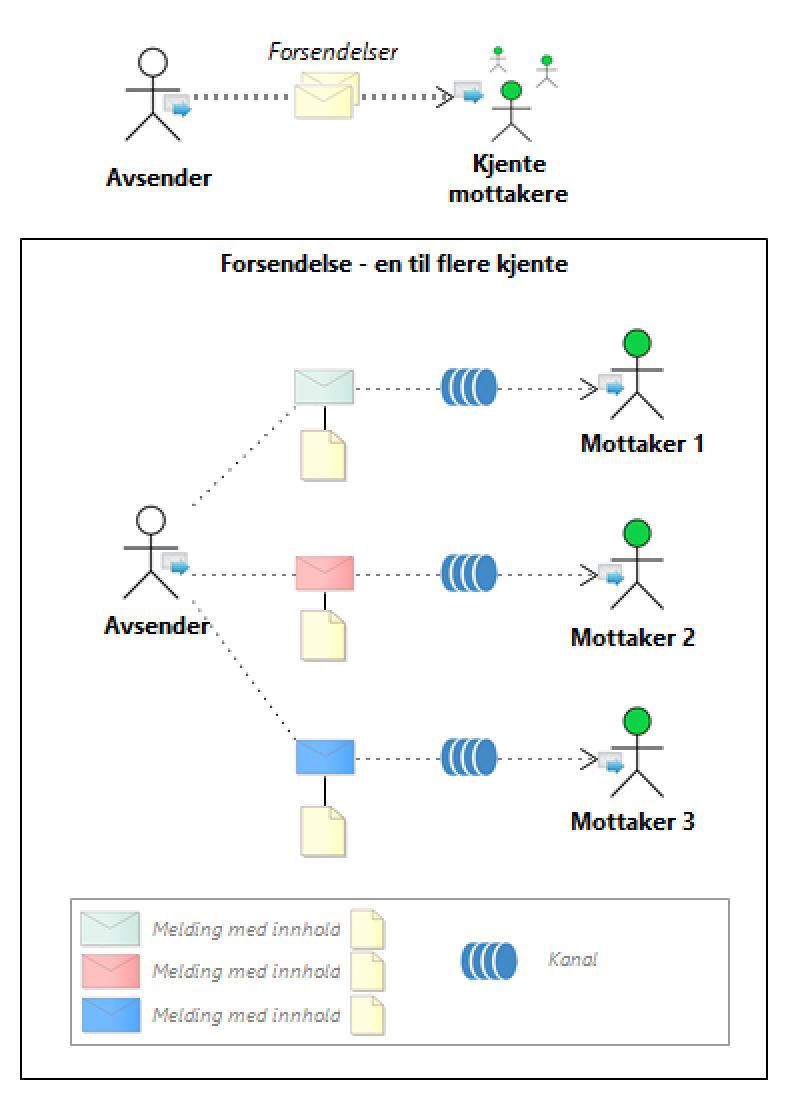 Forsendelser
Avsender
Kjente
mottakere
Forsendelse - en til flere kjente
Mottaker 1
Avsender
Mottaker 2
Mottaker 3
Melding med innhold
Kanal
Melding med innhold
Melding med innhold